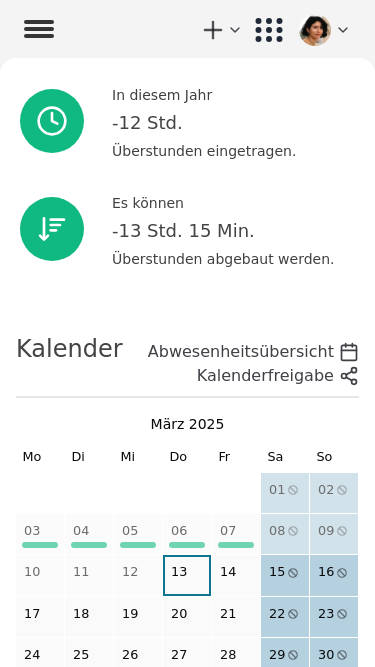 In diesem Jahr
-12 Std.
Überstunden eingetragen.
Es können
-13 Std. 15 Min.
Überstunden abgebaut werden.
Kalender
Abwesenheitsübersicht
Kalenderfreigabe
März 2025
Mo Di Mi Do Fr Sa So
01 02
03 04 05 06 07 08 09
10 11 12 13 14 15 16
17 18 19 20 21 22 23
24 25 26 27 28 29 30